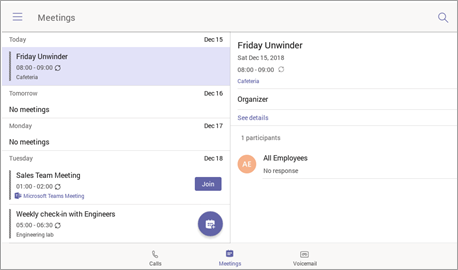 Meetings
Today Dec 15
Friday Unwinder
08:00 - 09:00
Cafeteria
Tomorrow Dec 16
No meetings
Monday Dec 17
No meetings
Tuesday Dec 18
Sales Team Meeting
01:00 - 02:00
Microsoft Teams Meeting
Join
Weekly check-in with Engineers
05:00 - 06:30
Engineering lab
Friday Unwinder
Sat Dec 15, 2018
08:00 - 09:00
Cafeteria
Organizer
See details
1 participants
AE
All Employees
No response
Calls
Meetings
Voicemail